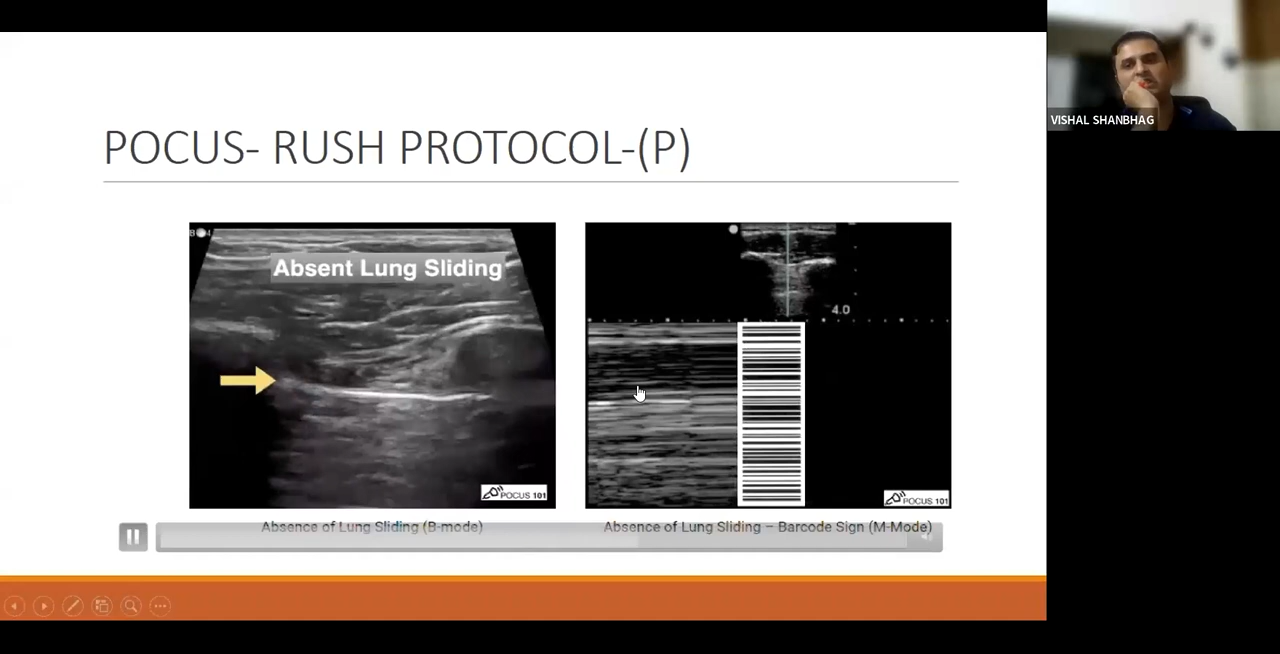 POCUS- RUSH PROTOCOL-(P)
VISHAL SHANBHAG
Absent Lung Sliding
4.0
POCUS 101
POCUS 101
Absence of Lung Sliding (B-mode)
Absence of Lung Sliding – Barcode Sign (M-Mode)